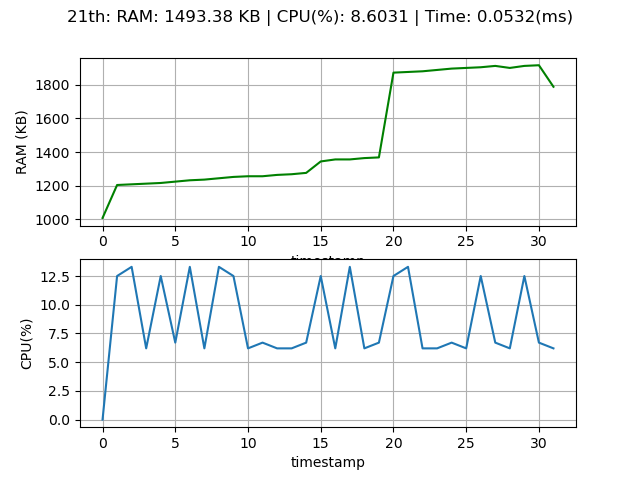 21th: RAM: 1493.38 KB | CPU(%): 8.6031 | Time: 0.0532(ms)
RAM (KB)
1800
1600
1400
1200
1000
0 5 10 15 20 25 30
timestamp
CPU(%)
12.5
10.0
7.5
5.0
2.5
0.0
0 5 10 15 20 25 30
timestamp